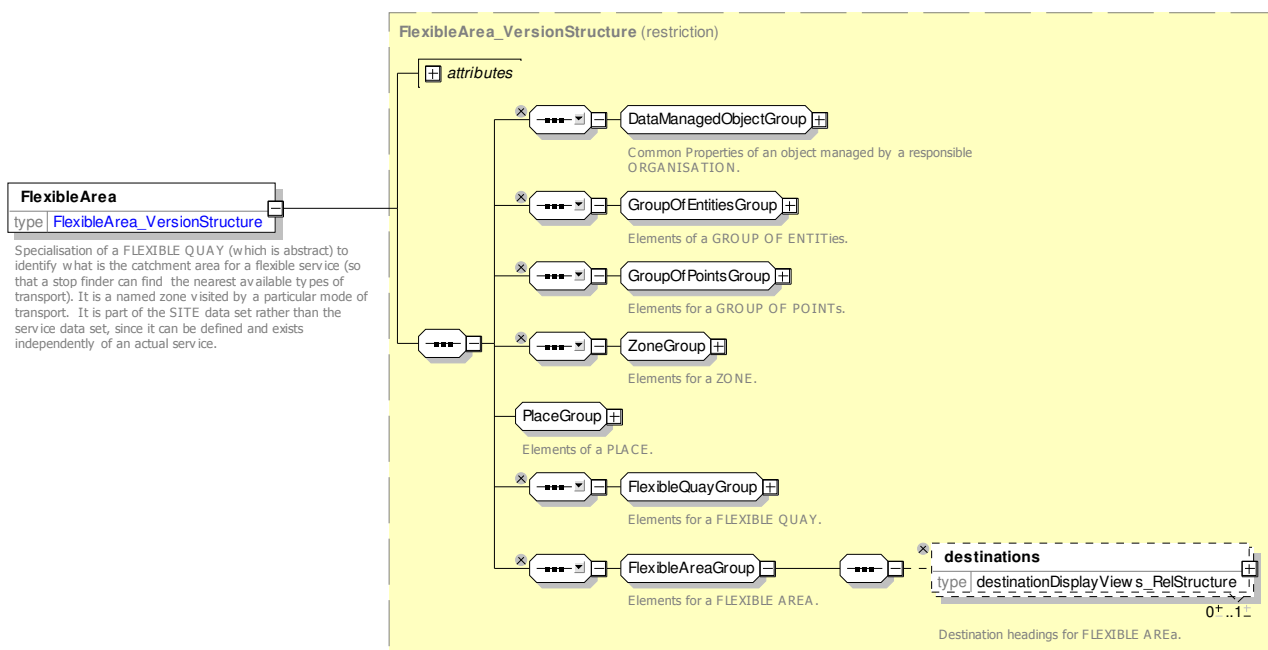 FlexibleArea_VersionStructure (restriction)
attributes
DataManagedObjectGroup
Common Properties of an object managed by a responsible
ORGANISATION.
FlexibleArea
type FlexibleArea_VersionStructure
Specialisation of a FLEXIBLE QUAY (which is abstract) to
identify what is the catchment area for a flexible service (so
that a stop finder can find the nearest available types of
transport). It is a named zone visited by a particular mode of
transport. It is part of the SITE data set rather than the
service data set, since it can be defined and exists
independently of an actual service.
GroupOfEntitiesGroup
Elements of a GROUP OF ENTITies.
GroupOfPointsGroup
Elements for a GROUP OF POINTs.
ZoneGroup
Elements for a ZONE.
PlaceGroup
Elements of a PLACE.
FlexibleQuayGroup
Elements for a FLEXIBLE QUAY.
FlexibleAreaGroup
Elements for a FLEXIBLE AREA.
destinations
type destinationDisplayViews_RelStructure
0..1
Destination headings for FLEXIBLE AREa.